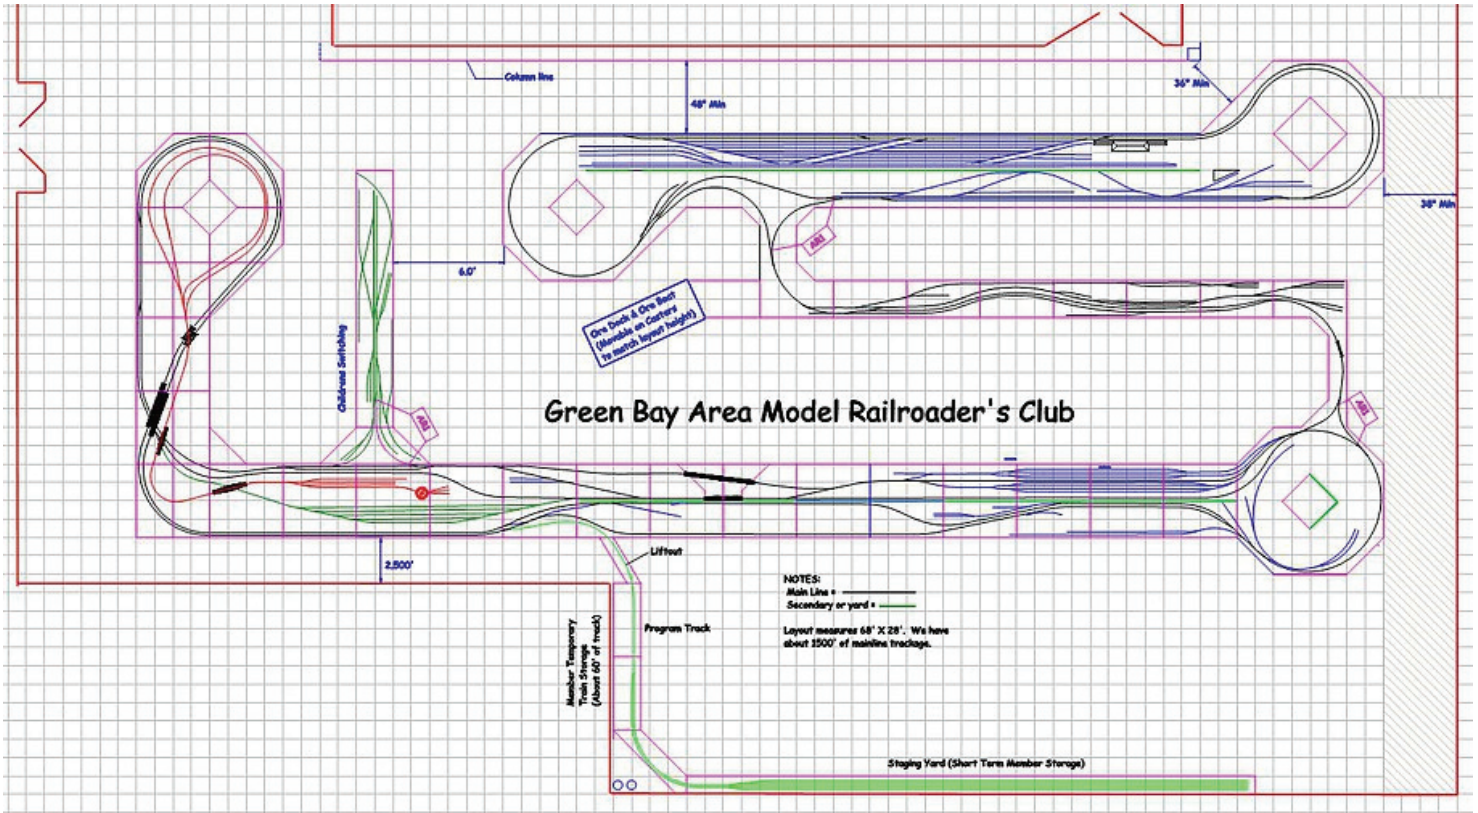 Column line
48" Min
36" Min
38" Min
6.0'
AR1
Ore Dock & Ore Boat
(Movable on Casters
to match layout height)
Childrens Switching
AR1
AR1
Green Bay Area Model Railroader's Club
2.500'
Liftout
NOTES:
Main Line =
Secondary or yard =
Layout measures 68' X 28'. We have
about 1500' of mainline trackage.
Program Track
Member Temporary
Train Storage
(About 60' of track)
Staging Yard (Short Term Member Storage)